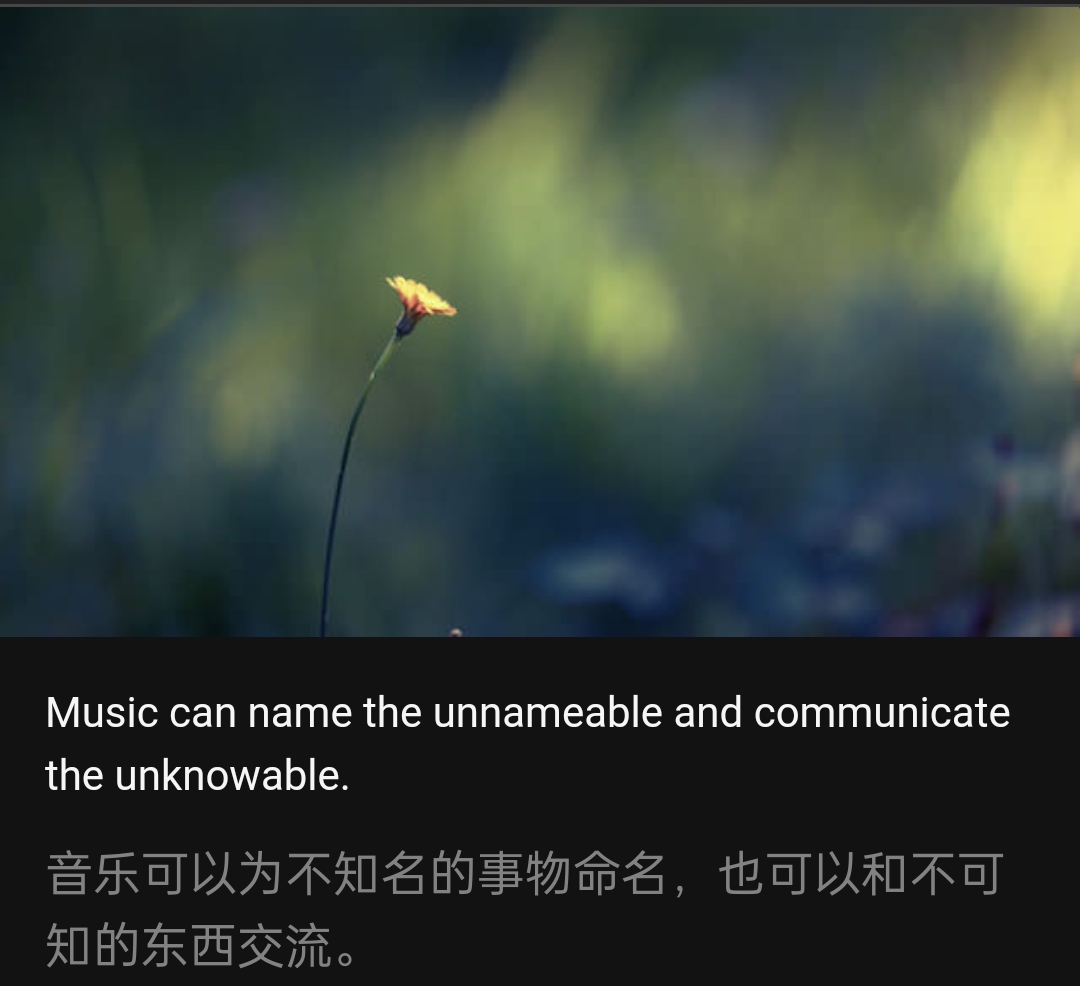 Music can name the unnameable and communicate
the unknowable.
音乐可以为不知名的事物命名，也可以和不可
知的东西交流。